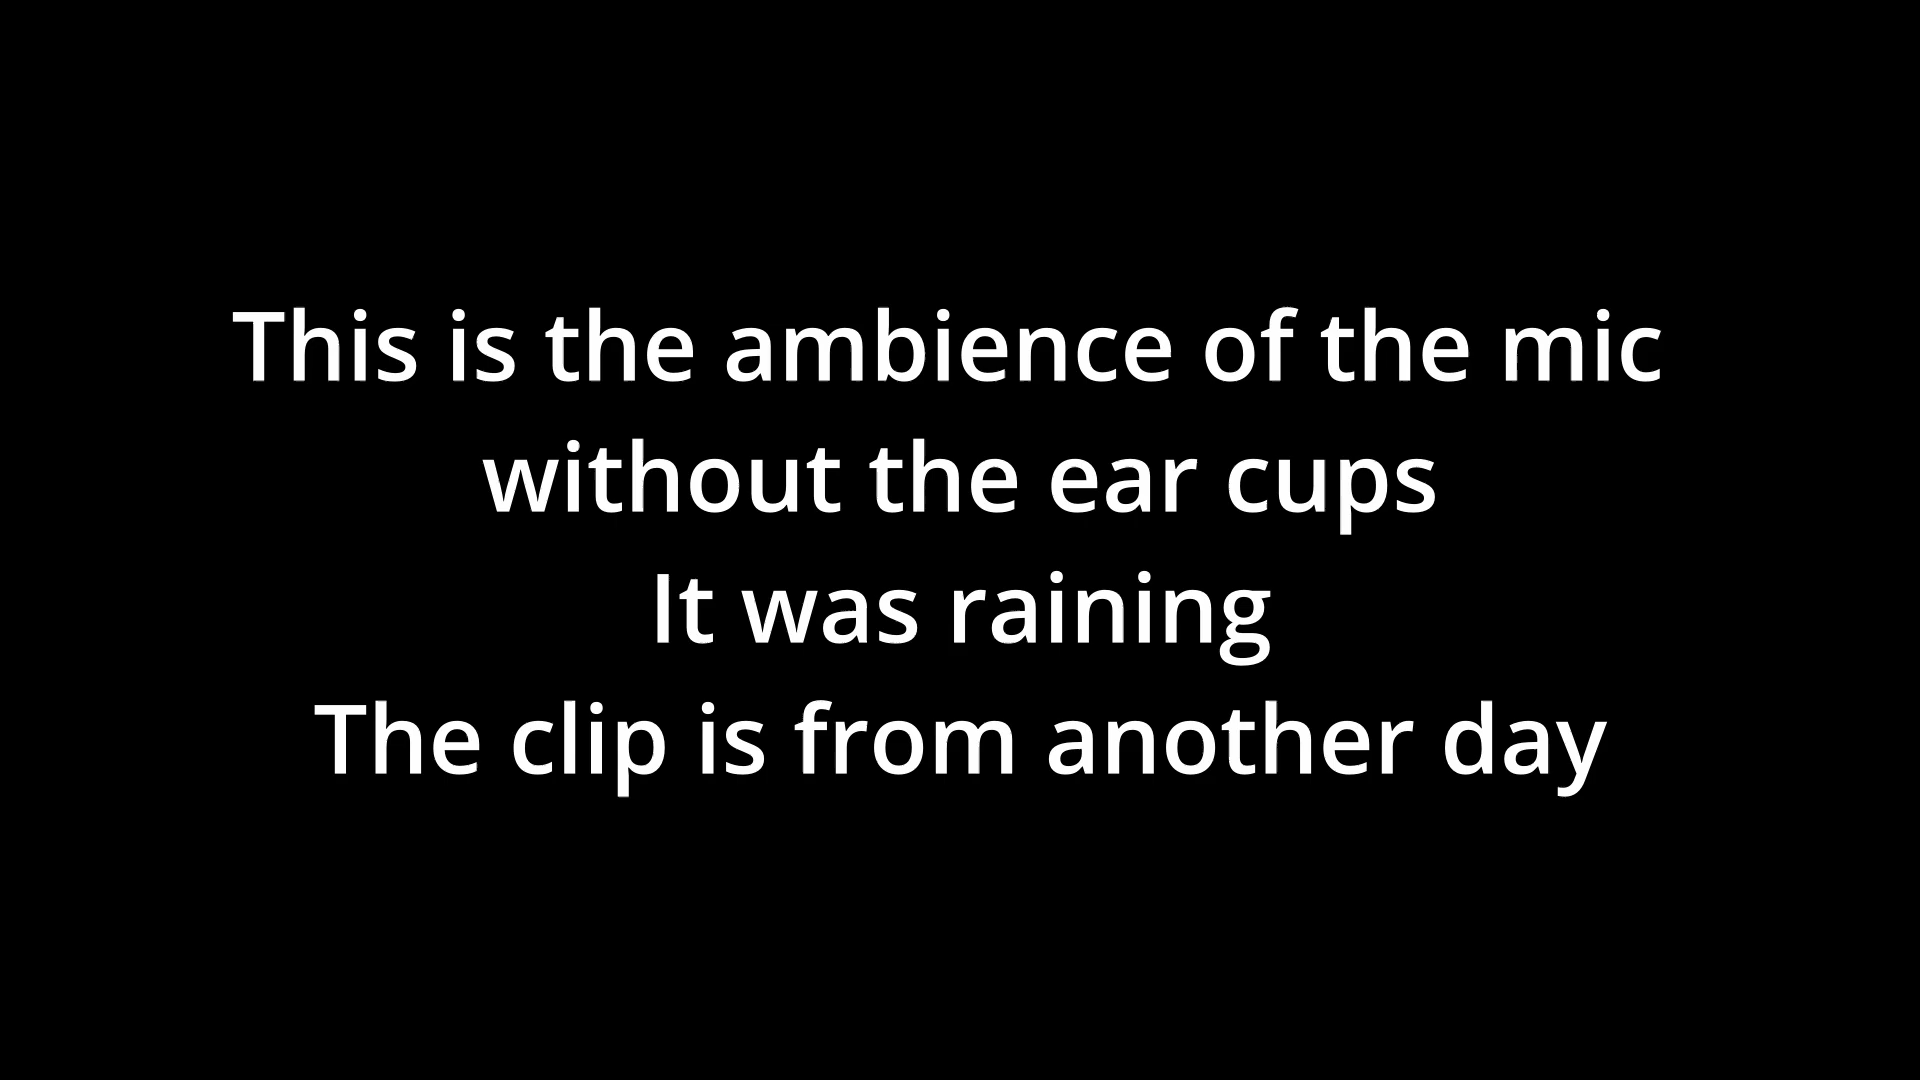 This is the ambience of the mic
without the ear cups
It was raining
The clip is from another day